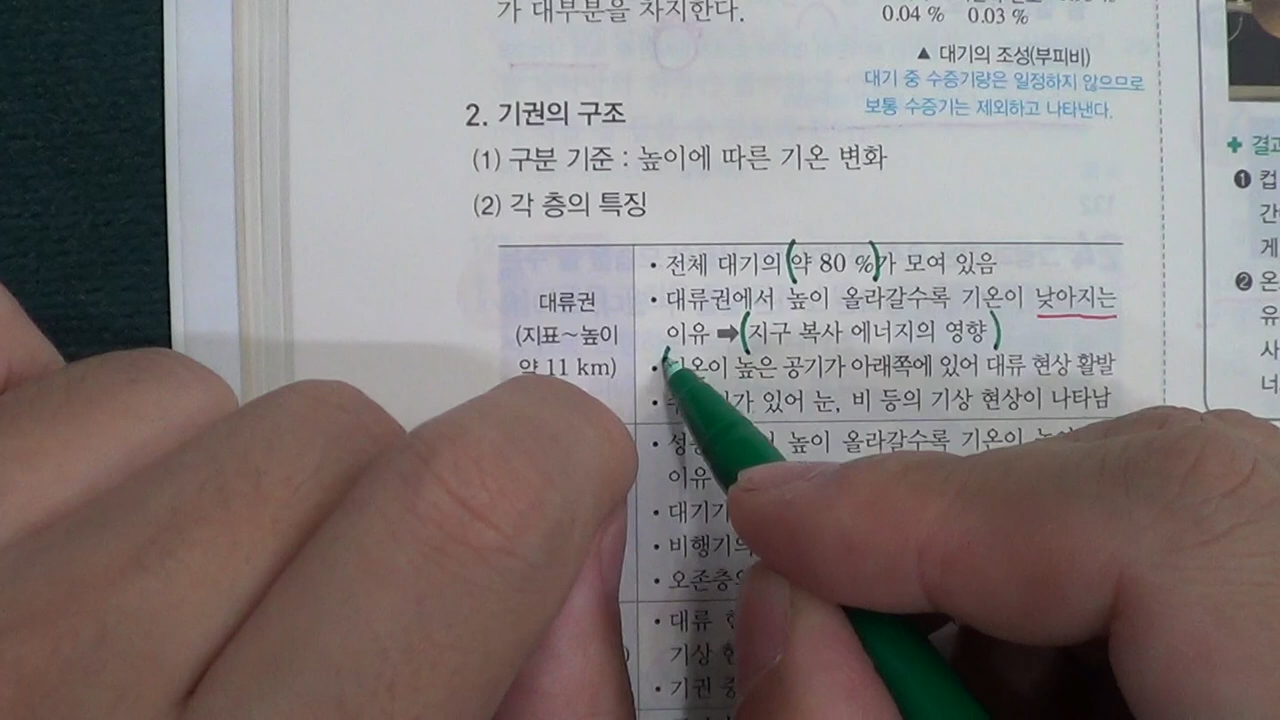 가 대부분을 차지한다.
0.04 % 0.03 %
▲ 대기의 조성(부피비)
대기 중 수증기량은 일정하지 않으므로
보통 수증기는 제외하고 나타낸다.
2. 기권의 구조
(1) 구분 기준 : 높이에 따른 기온 변화
(2) 각 층의 특징
대류권
(지표~높이
약 11 km)
• 전체 대기의 (약 80 %)가 모여 있음
• 대류권에서 높이 올라갈수록 기온이 낮아지는
이유 ➡ (지구 복사 에너지의 영향)
• 기온이 높은 공기가 아래쪽에 있어 대류 현상 활발
• 가 있어 눈, 비 등의 기상 현상이 나타남
• 높이 올라갈수록 기온이
이유
• 대기가
• 비행기의
• 오존층
• 대류
기상
• 기권
✚ 결과
❶ 컵
간
게
❷ 온
유
사
너